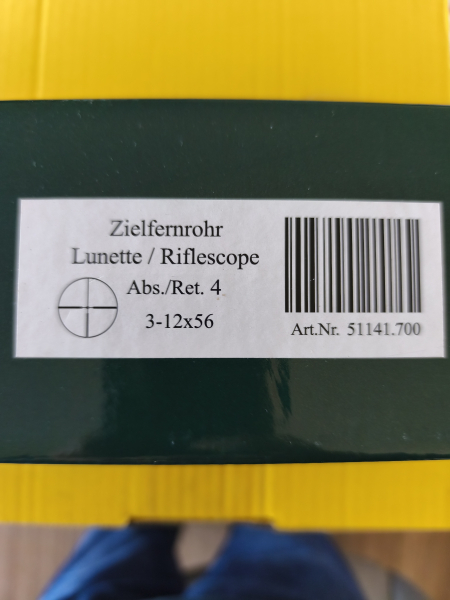 Zielfernrohr
Lunette / Riflescope
Abs./Ret. 4
3-12x56
Art.Nr. 51141.700